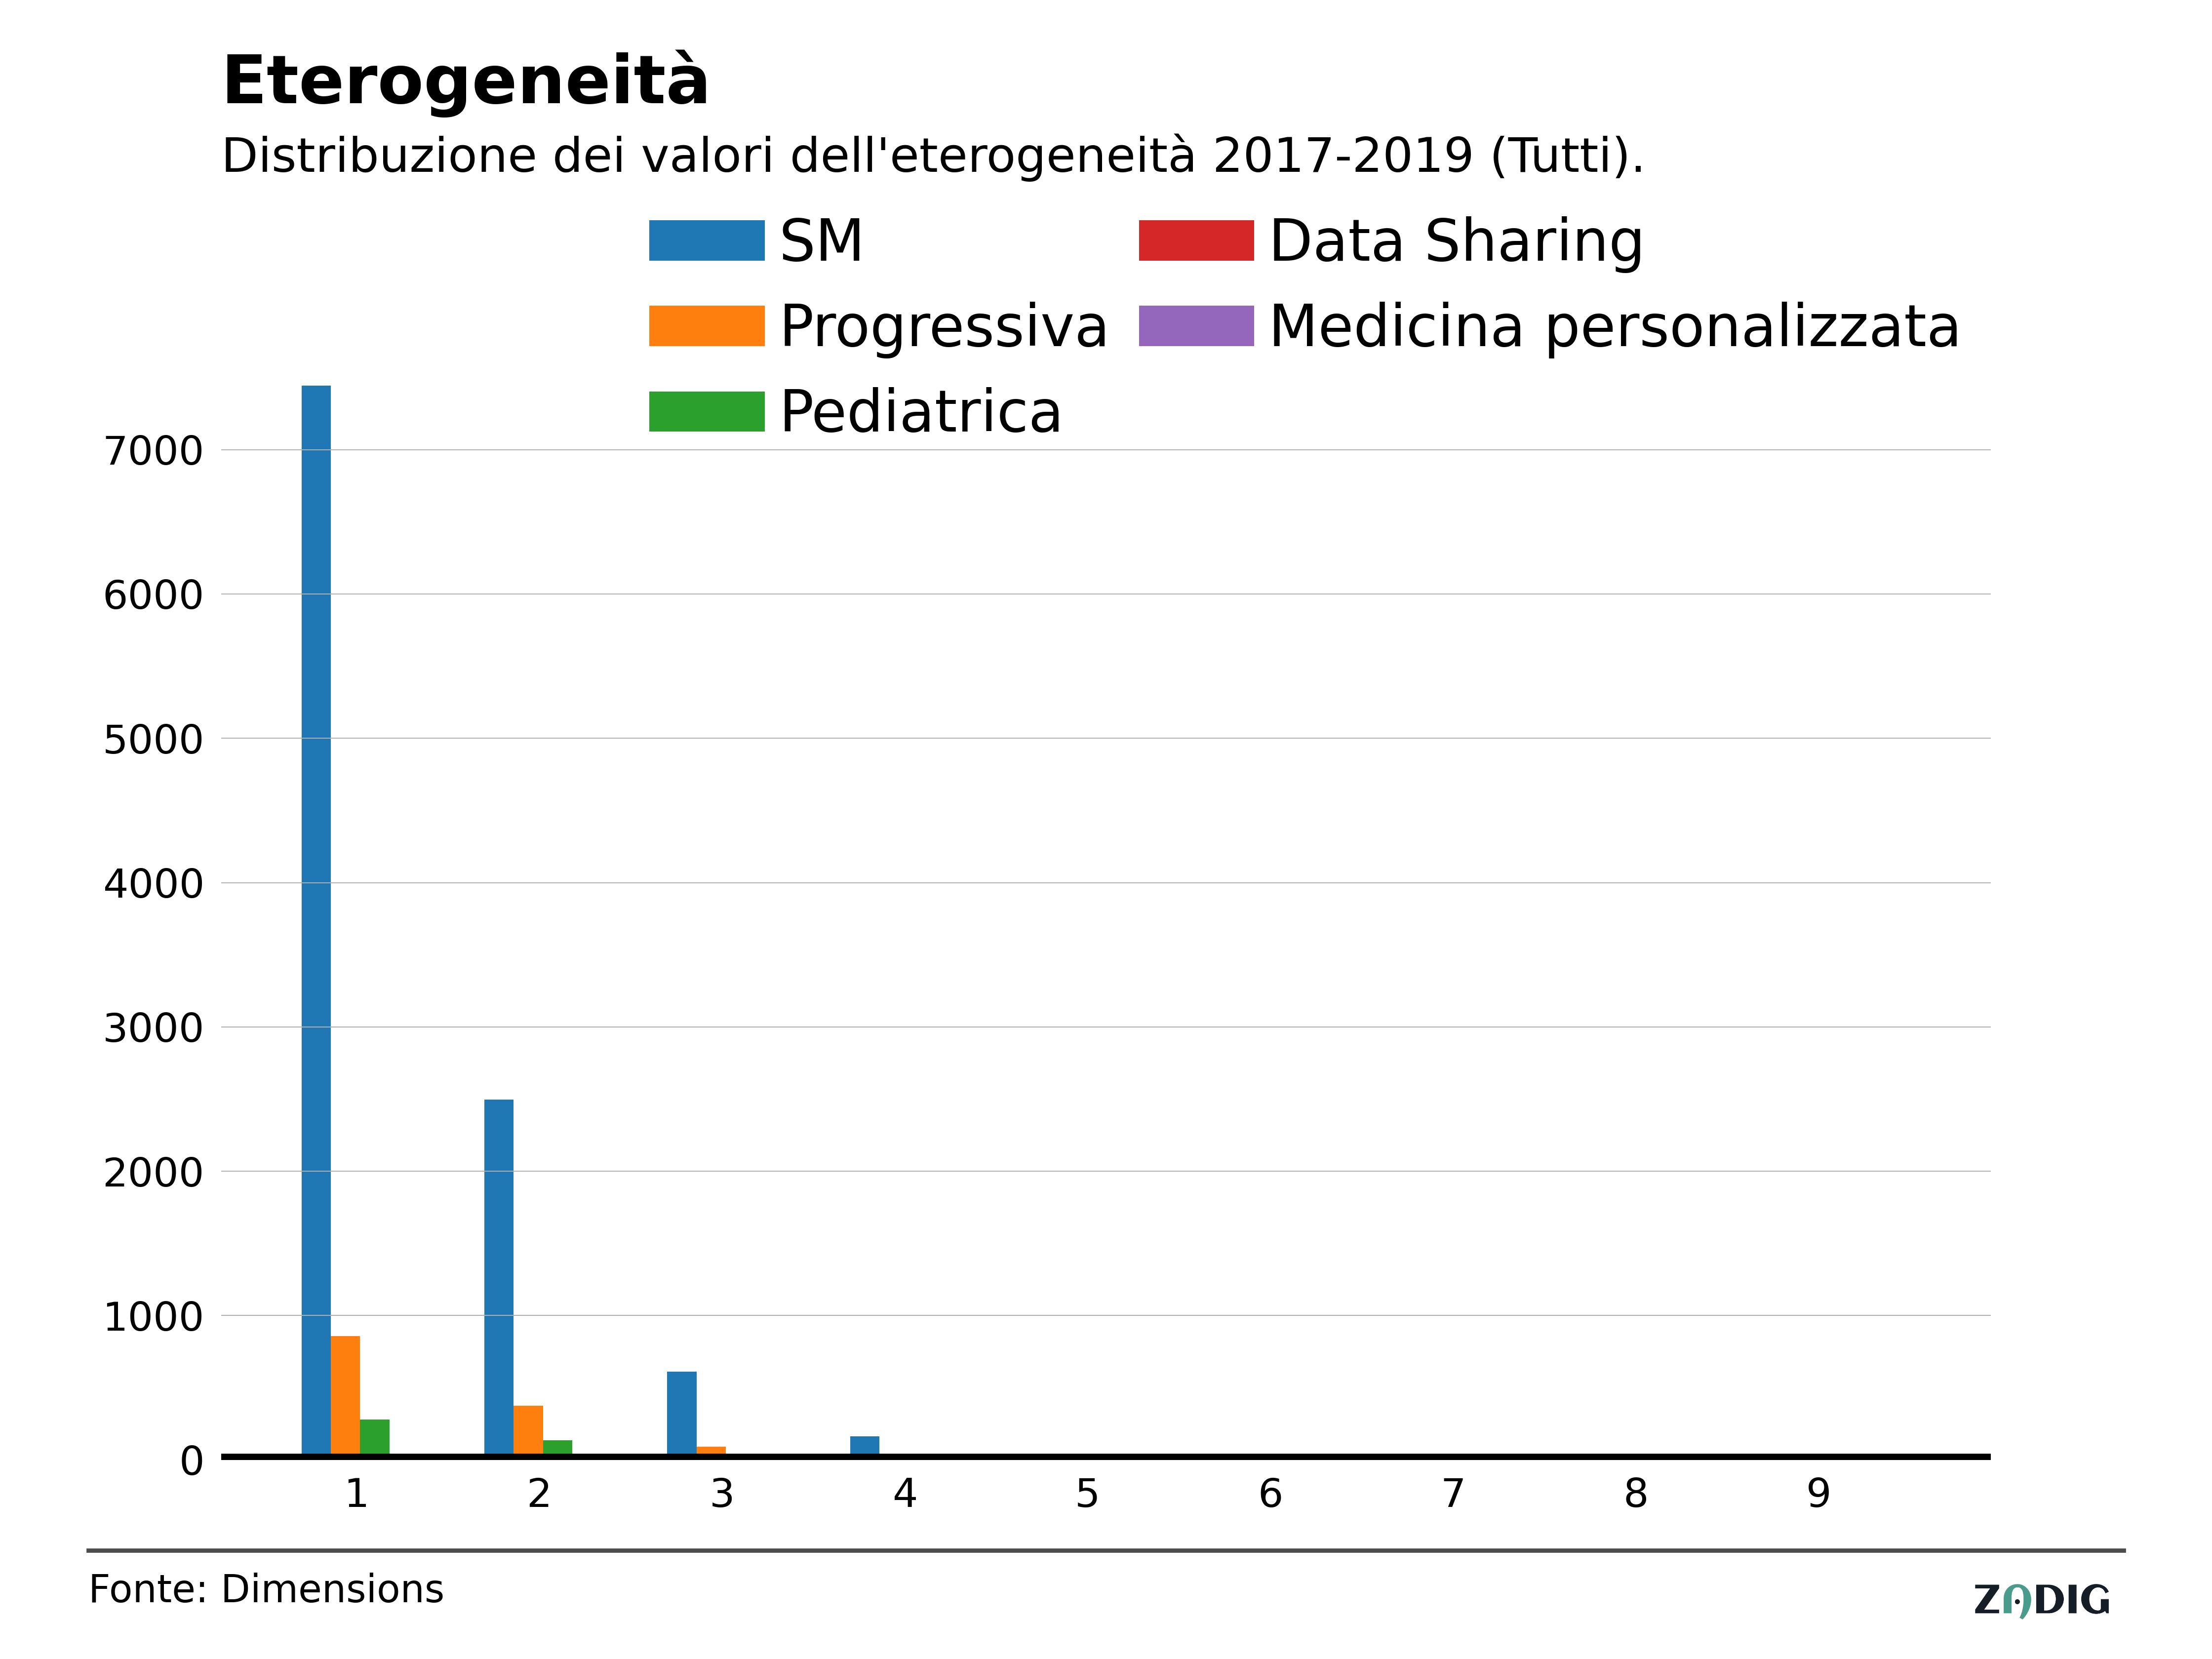 Eterogeneità
Distribuzione dei valori dell'eterogeneità 2017-2019 (Tutti).
SM
Progressiva
Pediatrica
Data Sharing
Medicina personalizzata
7000
6000
5000
4000
3000
2000
1000
0
1 2 3 4 5 6 7 8 9
Fonte: Dimensions
ZADIG